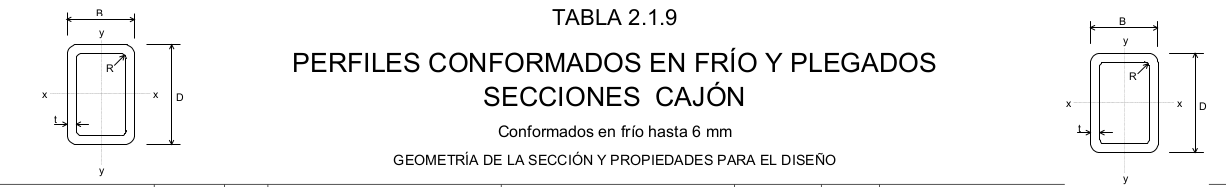 TABLA 2.1.9
PERFILES CONFORMADOS EN FRÍO Y PLEGADOS
SECCIONES CAJÓN
Conformados en frío hasta 6 mm
GEOMETRÍA DE LA SECCIÓN Y PROPIEDADES PARA EL DISEÑO
B
y
R
x
x
D
t
y
B
y
R
x
x
D
t
y